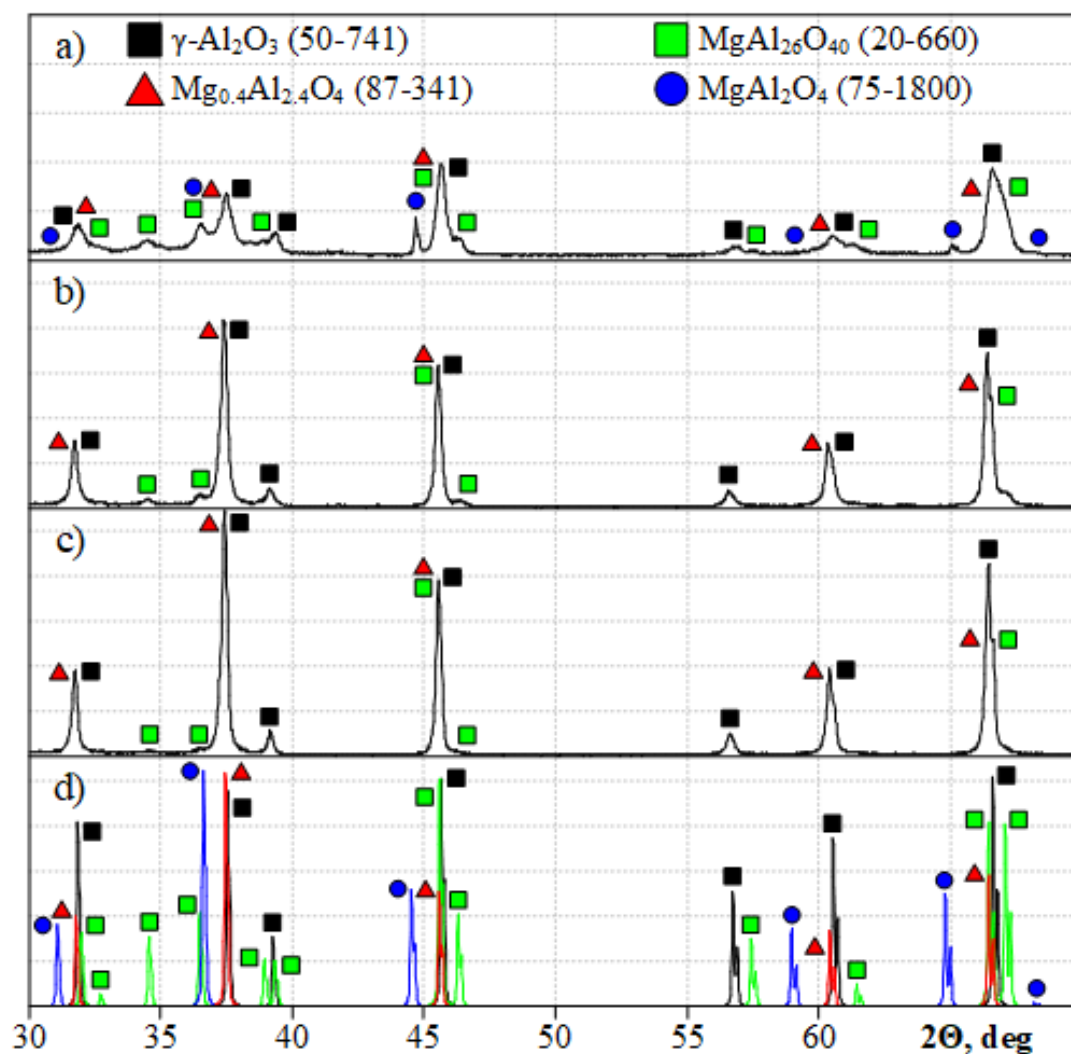 a) γ-Al₂O₃ (50-741) MgAl₂₆O₄₀ (20-660)
Mg₀.₄Al₂.₄O₄ (87-341) MgAl₂O₄ (75-1800)
b)
c)
d)
30 35 40 45 50 55 60 2Θ, deg